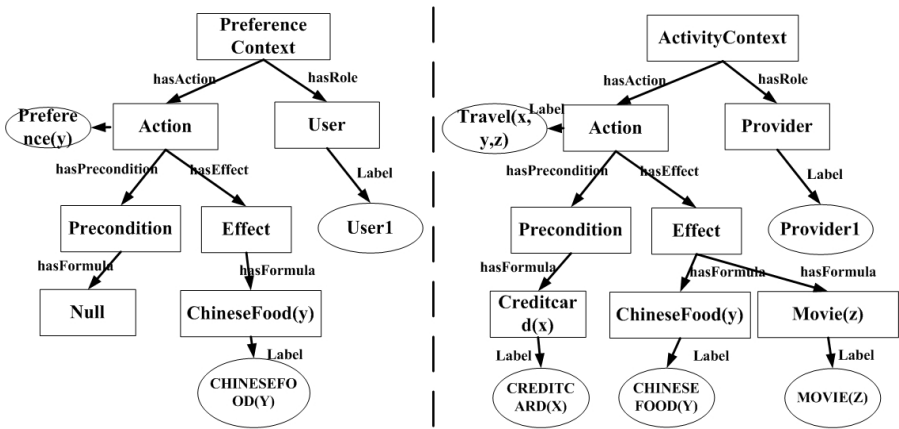 Preference
Context
hasAction
hasRole
Prefere
nce(y)
Action
User
hasPrecondition
hasEffect
Label
Precondition
Effect
User1
hasFormula
hasFormula
Null
ChineseFood(y)
Label
CHINESEFO
OD(Y)
ActivityContext
hasAction
hasRole
Label
Travel(x,
y,z)
Action
Provider
hasPrecondition
hasEffect
Label
Precondition
Effect
Provider1
hasFormula
hasFormula
hasFormula
Creditcar
d(x)
ChineseFood(y)
Movie(z)
Label
Label
Label
CREDITC
ARD(X)
CHINESE
FOOD(Y)
MOVIE(Z)